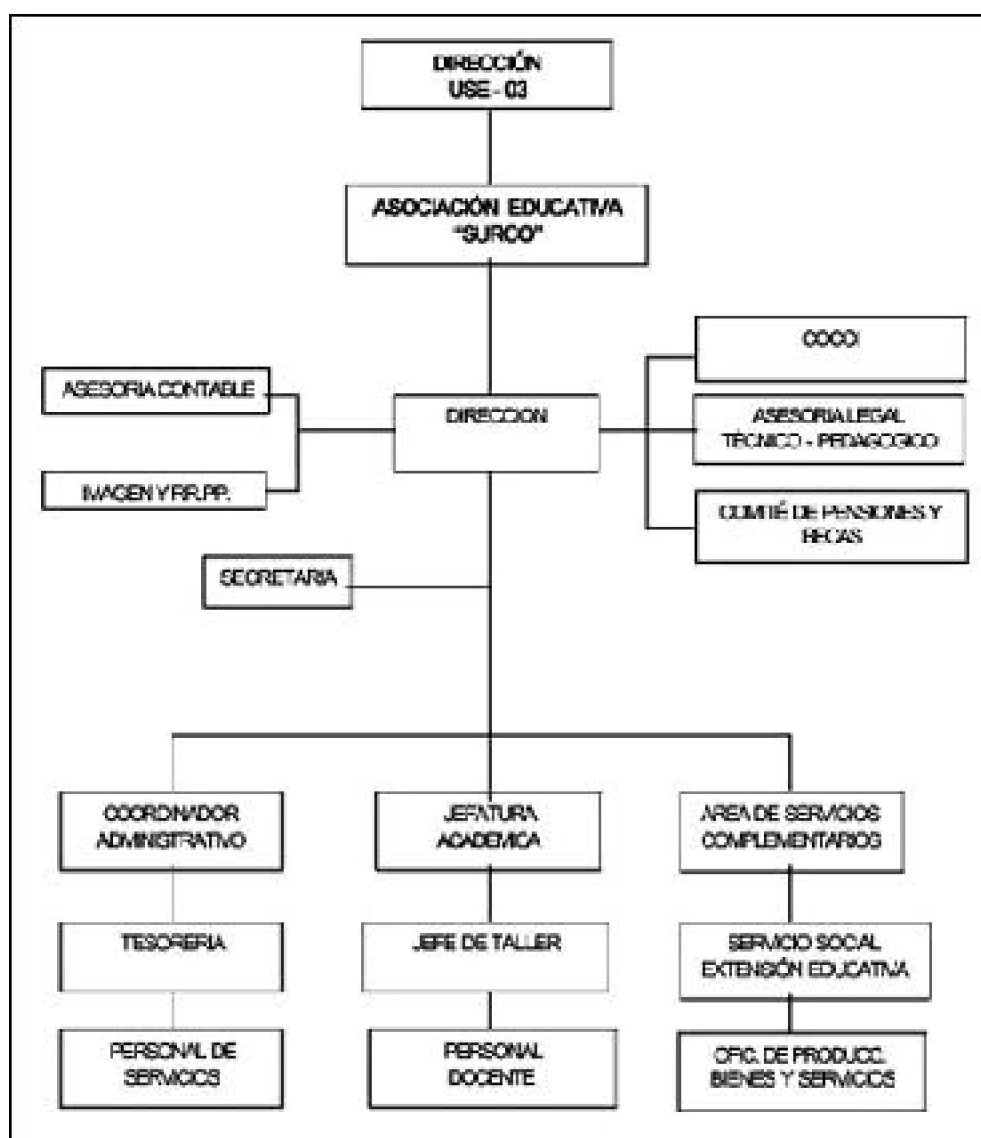 DIRECCIÓN
USE - 03
ASOCIACIÓN EDUCATIVA
"SURCO"
COCOI
ASESORIA CONTABLE
DIRECCION
ASESORIA LEGAL
TÉCNICO - PEDAGOGICO
IMAGEN Y RR.PP.
COMITÉ DE PENSIONES Y
BECAS
SECRETARIA
COORDINADOR
ADMINISTRATIVO
JEFATURA
ACADEMICA
AREA DE SERVICIOS
COMPLEMENTARIOS
TESORERIA
JEFE DE TALLER
SERVICIO SOCIAL
EXTENSIÓN EDUCATIVA
PERSONAL DE
SERVICIOS
PERSONAL
DOCENTE
OFIC. DE PRODUCC.
BIENES Y SERVICIOS